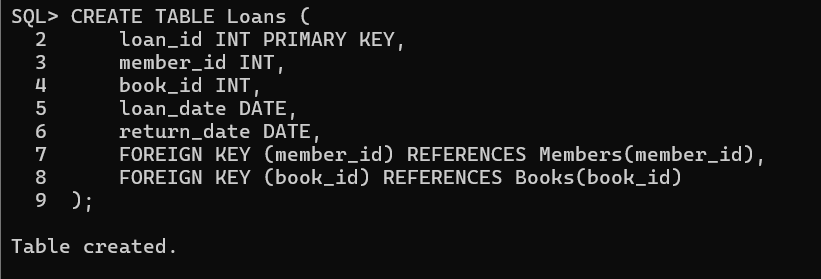 SQL> CREATE TABLE Loans (
  2      loan_id INT PRIMARY KEY,
  3      member_id INT,
  4      book_id INT,
  5      loan_date DATE,
  6      return_date DATE,
  7      FOREIGN KEY (member_id) REFERENCES Members(member_id),
  8      FOREIGN KEY (book_id) REFERENCES Books(book_id)
  9  );
Table created.